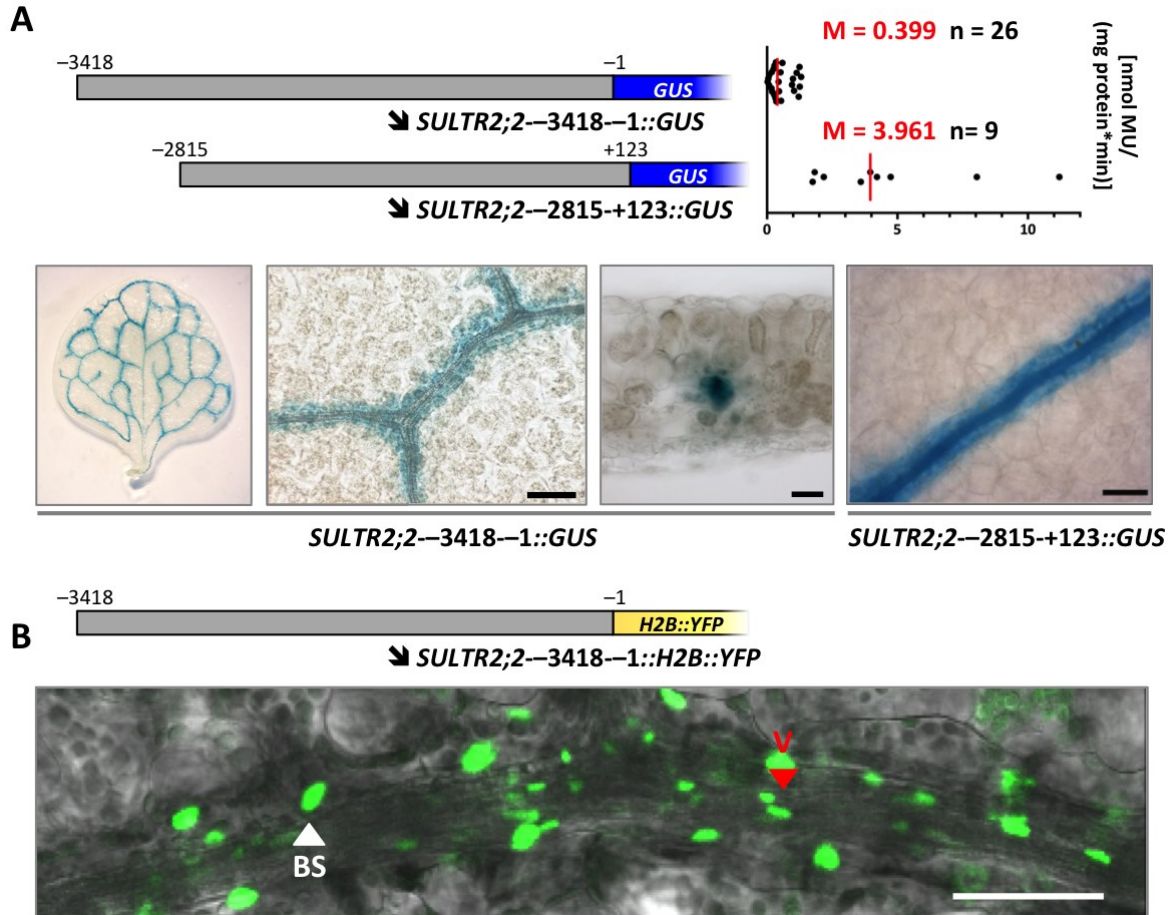 A
–3418
–1
GUS
SULTR2;2-–3418-–1::GUS
–2815
+123
GUS
SULTR2;2-–2815-+123::GUS
M = 0.399 n = 26
M = 3.961 n= 9
[nmol MU/
(mg protein*min)]
0
5
10
SULTR2;2-–3418-–1::GUS
SULTR2;2-–2815-+123::GUS
B
–3418
–1
H2B::YFP
SULTR2;2-–3418-–1::H2B::YFP
V
BS